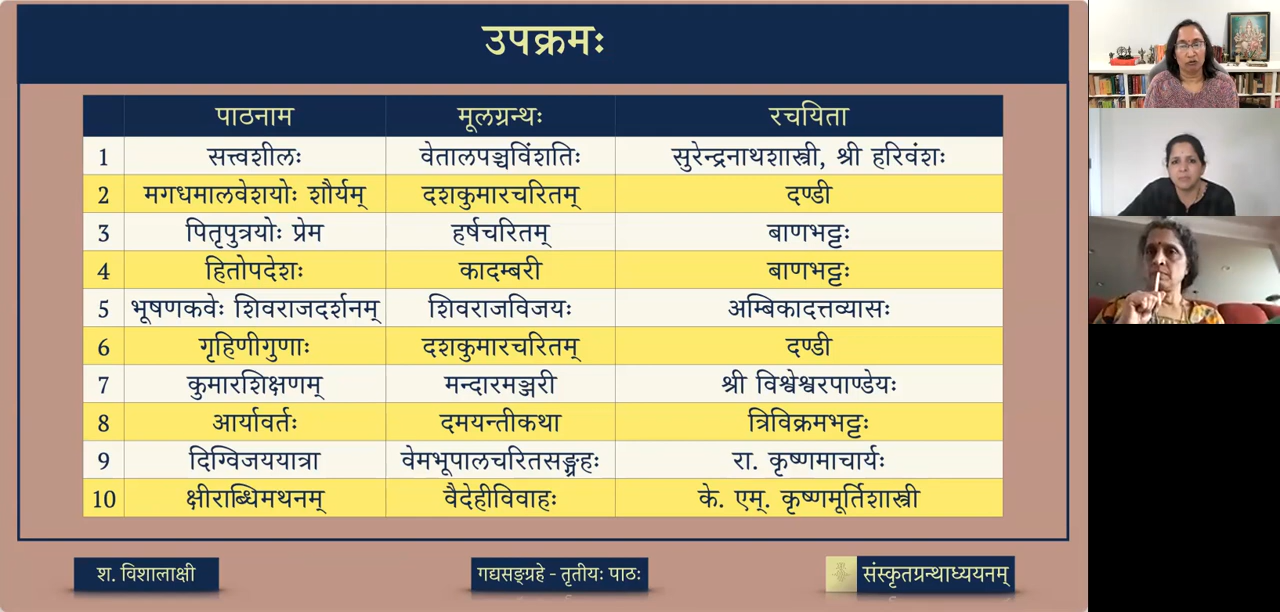 उपक्रमः
पाठनाम मूलग्रन्थः रचयिता
1 सत्त्वशीलः वेतालपञ्चविंशतिः सुरेन्द्रनाथशास्त्री, श्री हरिवंशः
2 मगधमालवेशयोः शौर्यम् दशकुमारचरितम् दण्डी
3 पितृपुत्रयोः प्रेम हर्षचरितम् बाणभट्टः
4 हितोपदेशः कादम्बरी बाणभट्टः
5 भूषणकवेः शिवराजदर्शनम् शिवराजविजयः अम्बिकादत्तव्यासः
6 गृहिणीगुणाः दशकुमारचरितम् दण्डी
7 कुमारशिक्षणम् मन्दारमञ्जरी श्री विश्वेश्वरपाण्डेयः
8 आर्यावर्तः दमयन्तीकथा त्रिविक्रमभट्टः
9 दिग्विजययात्रा वेमभूपालचरितसङ्ग्रहः रा. कृष्णमाचार्यः
10 क्षीराब्धिमथनम् वैदेहीविवाहः के. एम्. कृष्णमूर्तिशास्त्री
श. विशालाक्षी गद्यसङ्ग्रहे - तृतीयः पाठः संस्कृतग्रन्थाध्ययनम्